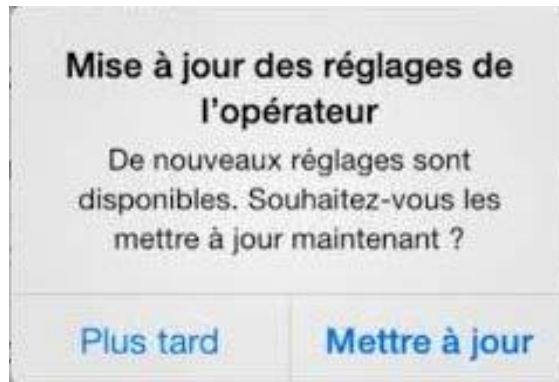 Mise à jour des réglages de
l'opérateur
De nouveaux réglages sont
disponibles. Souhaitez-vous les
mettre à jour maintenant ?
Plus tard
Mettre à jour